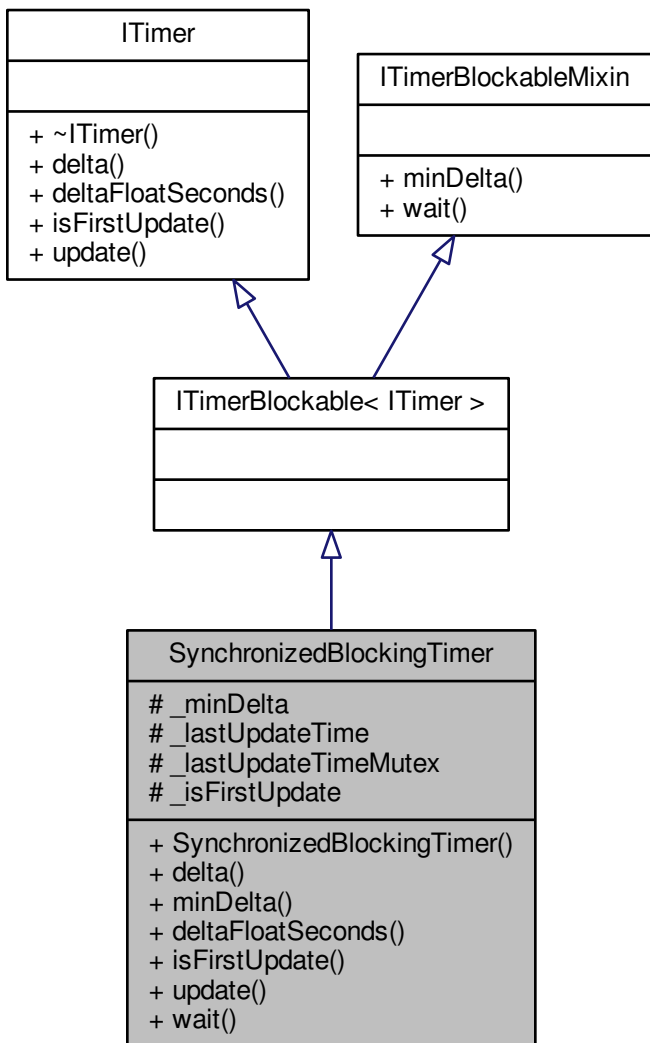 ITimer
+ ~ITimer()
+ delta()
+ deltaFloatSeconds()
+ isFirstUpdate()
+ update()
ITimerBlockableMixin
+ minDelta()
+ wait()
ITimerBlockable< ITimer >
SynchronizedBlockingTimer
# _minDelta
# _lastUpdateTime
# _lastUpdateTimeMutex
# _isFirstUpdate
+ SynchronizedBlockingTimer()
+ delta()
+ minDelta()
+ deltaFloatSeconds()
+ isFirstUpdate()
+ update()
+ wait()